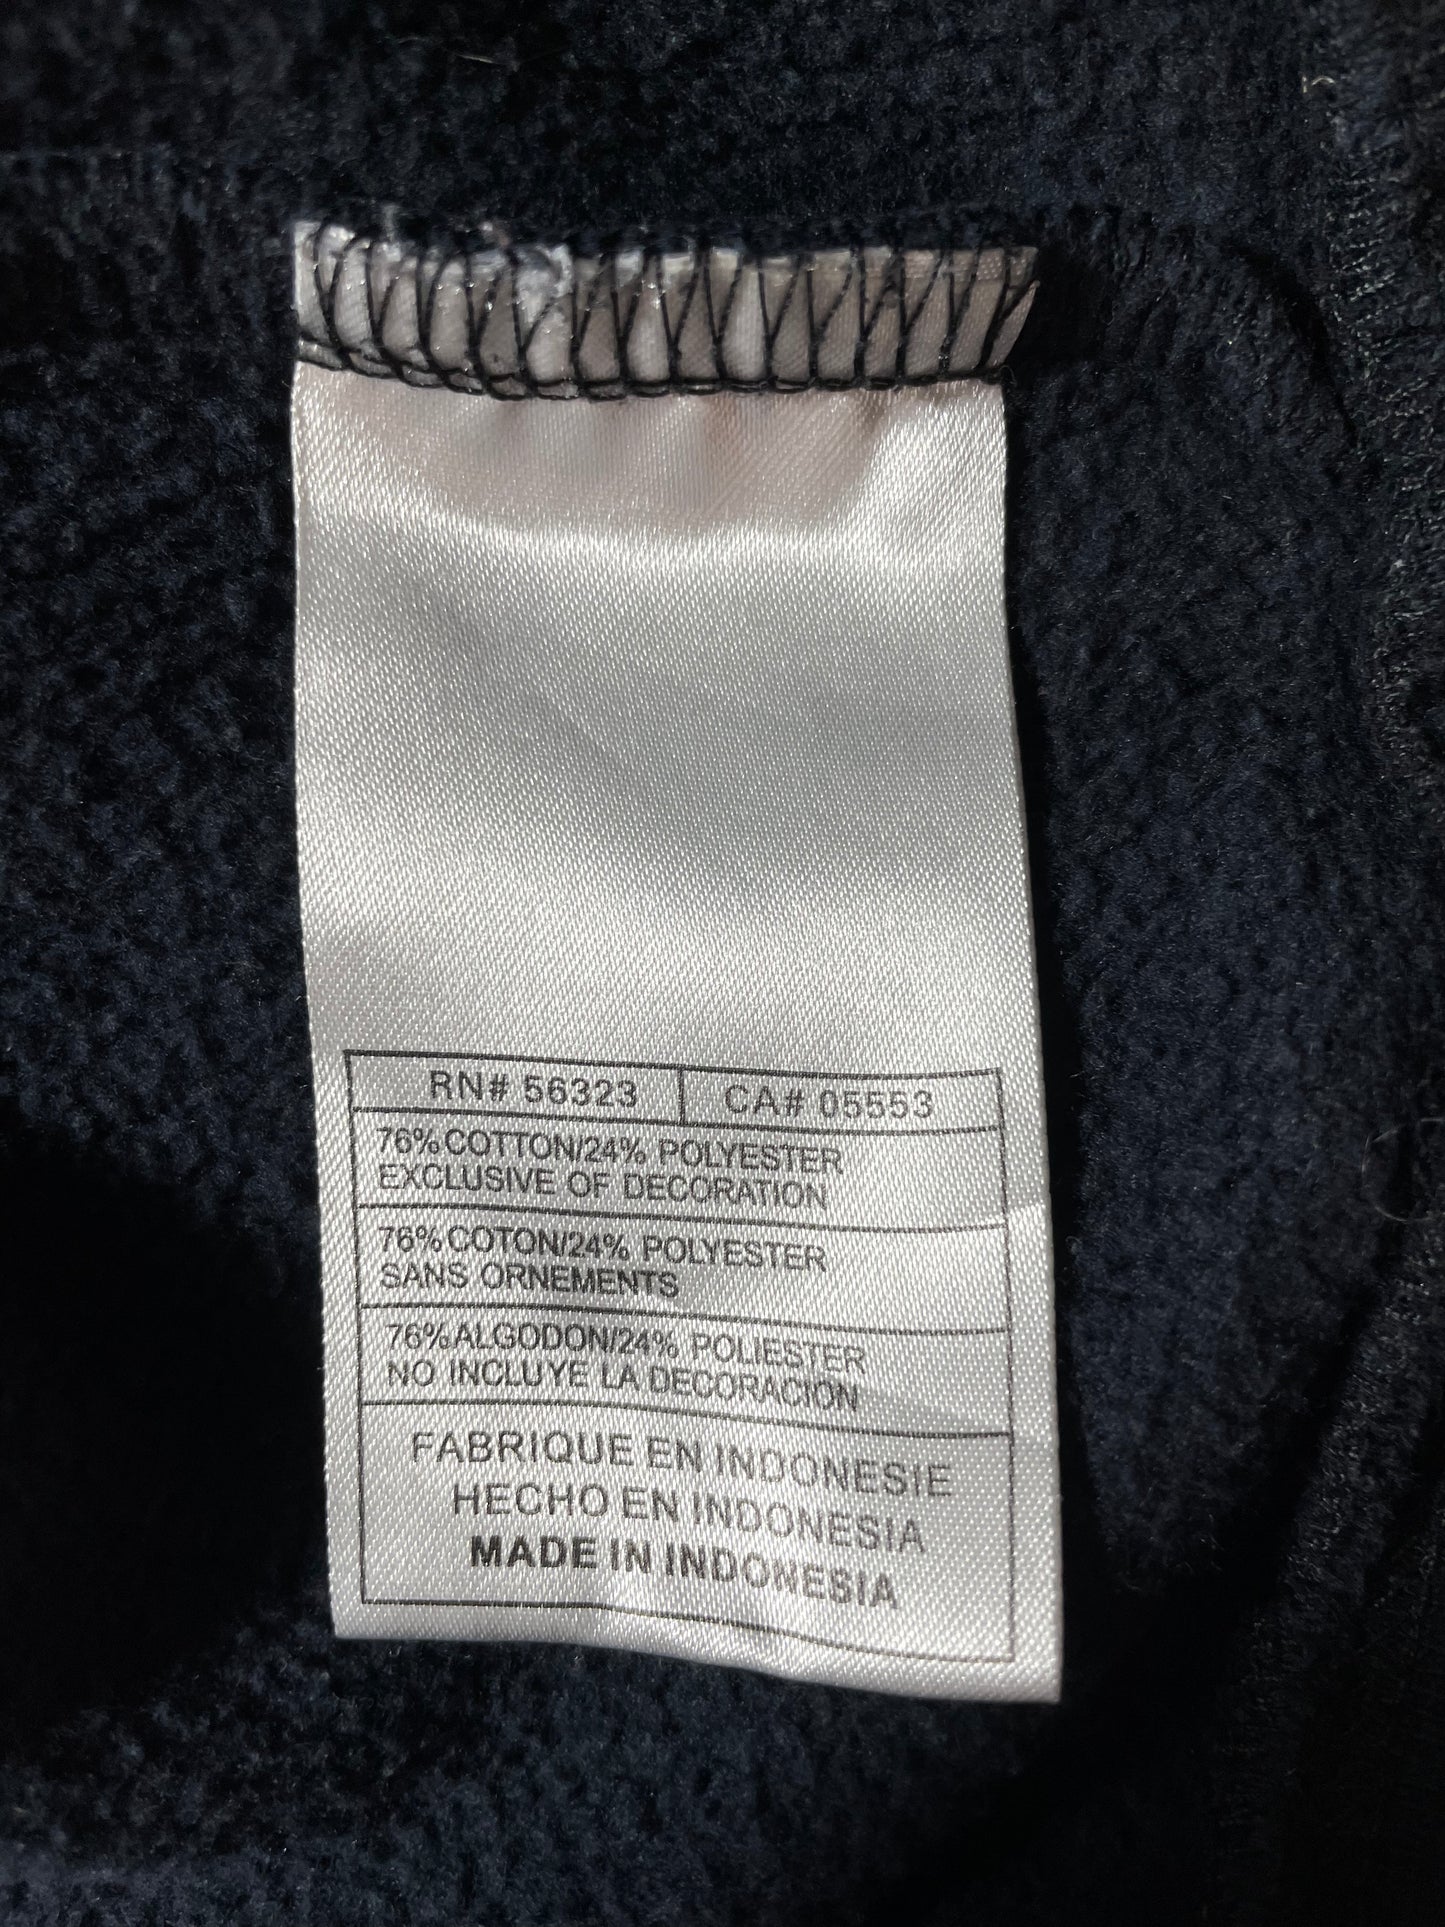 RN# 56323 CA# 05553
76% COTTON/24% POLYESTER
EXCLUSIVE OF DECORATION
76% COTON/24% POLYESTER
SANS ORNEMENTS
76% ALGODON/24% POLIESTER
NO INCLUYE LA DECORACION
FABRIQUE EN INDONESIE
HECHO EN INDONESIA
MADE IN INDONESIA